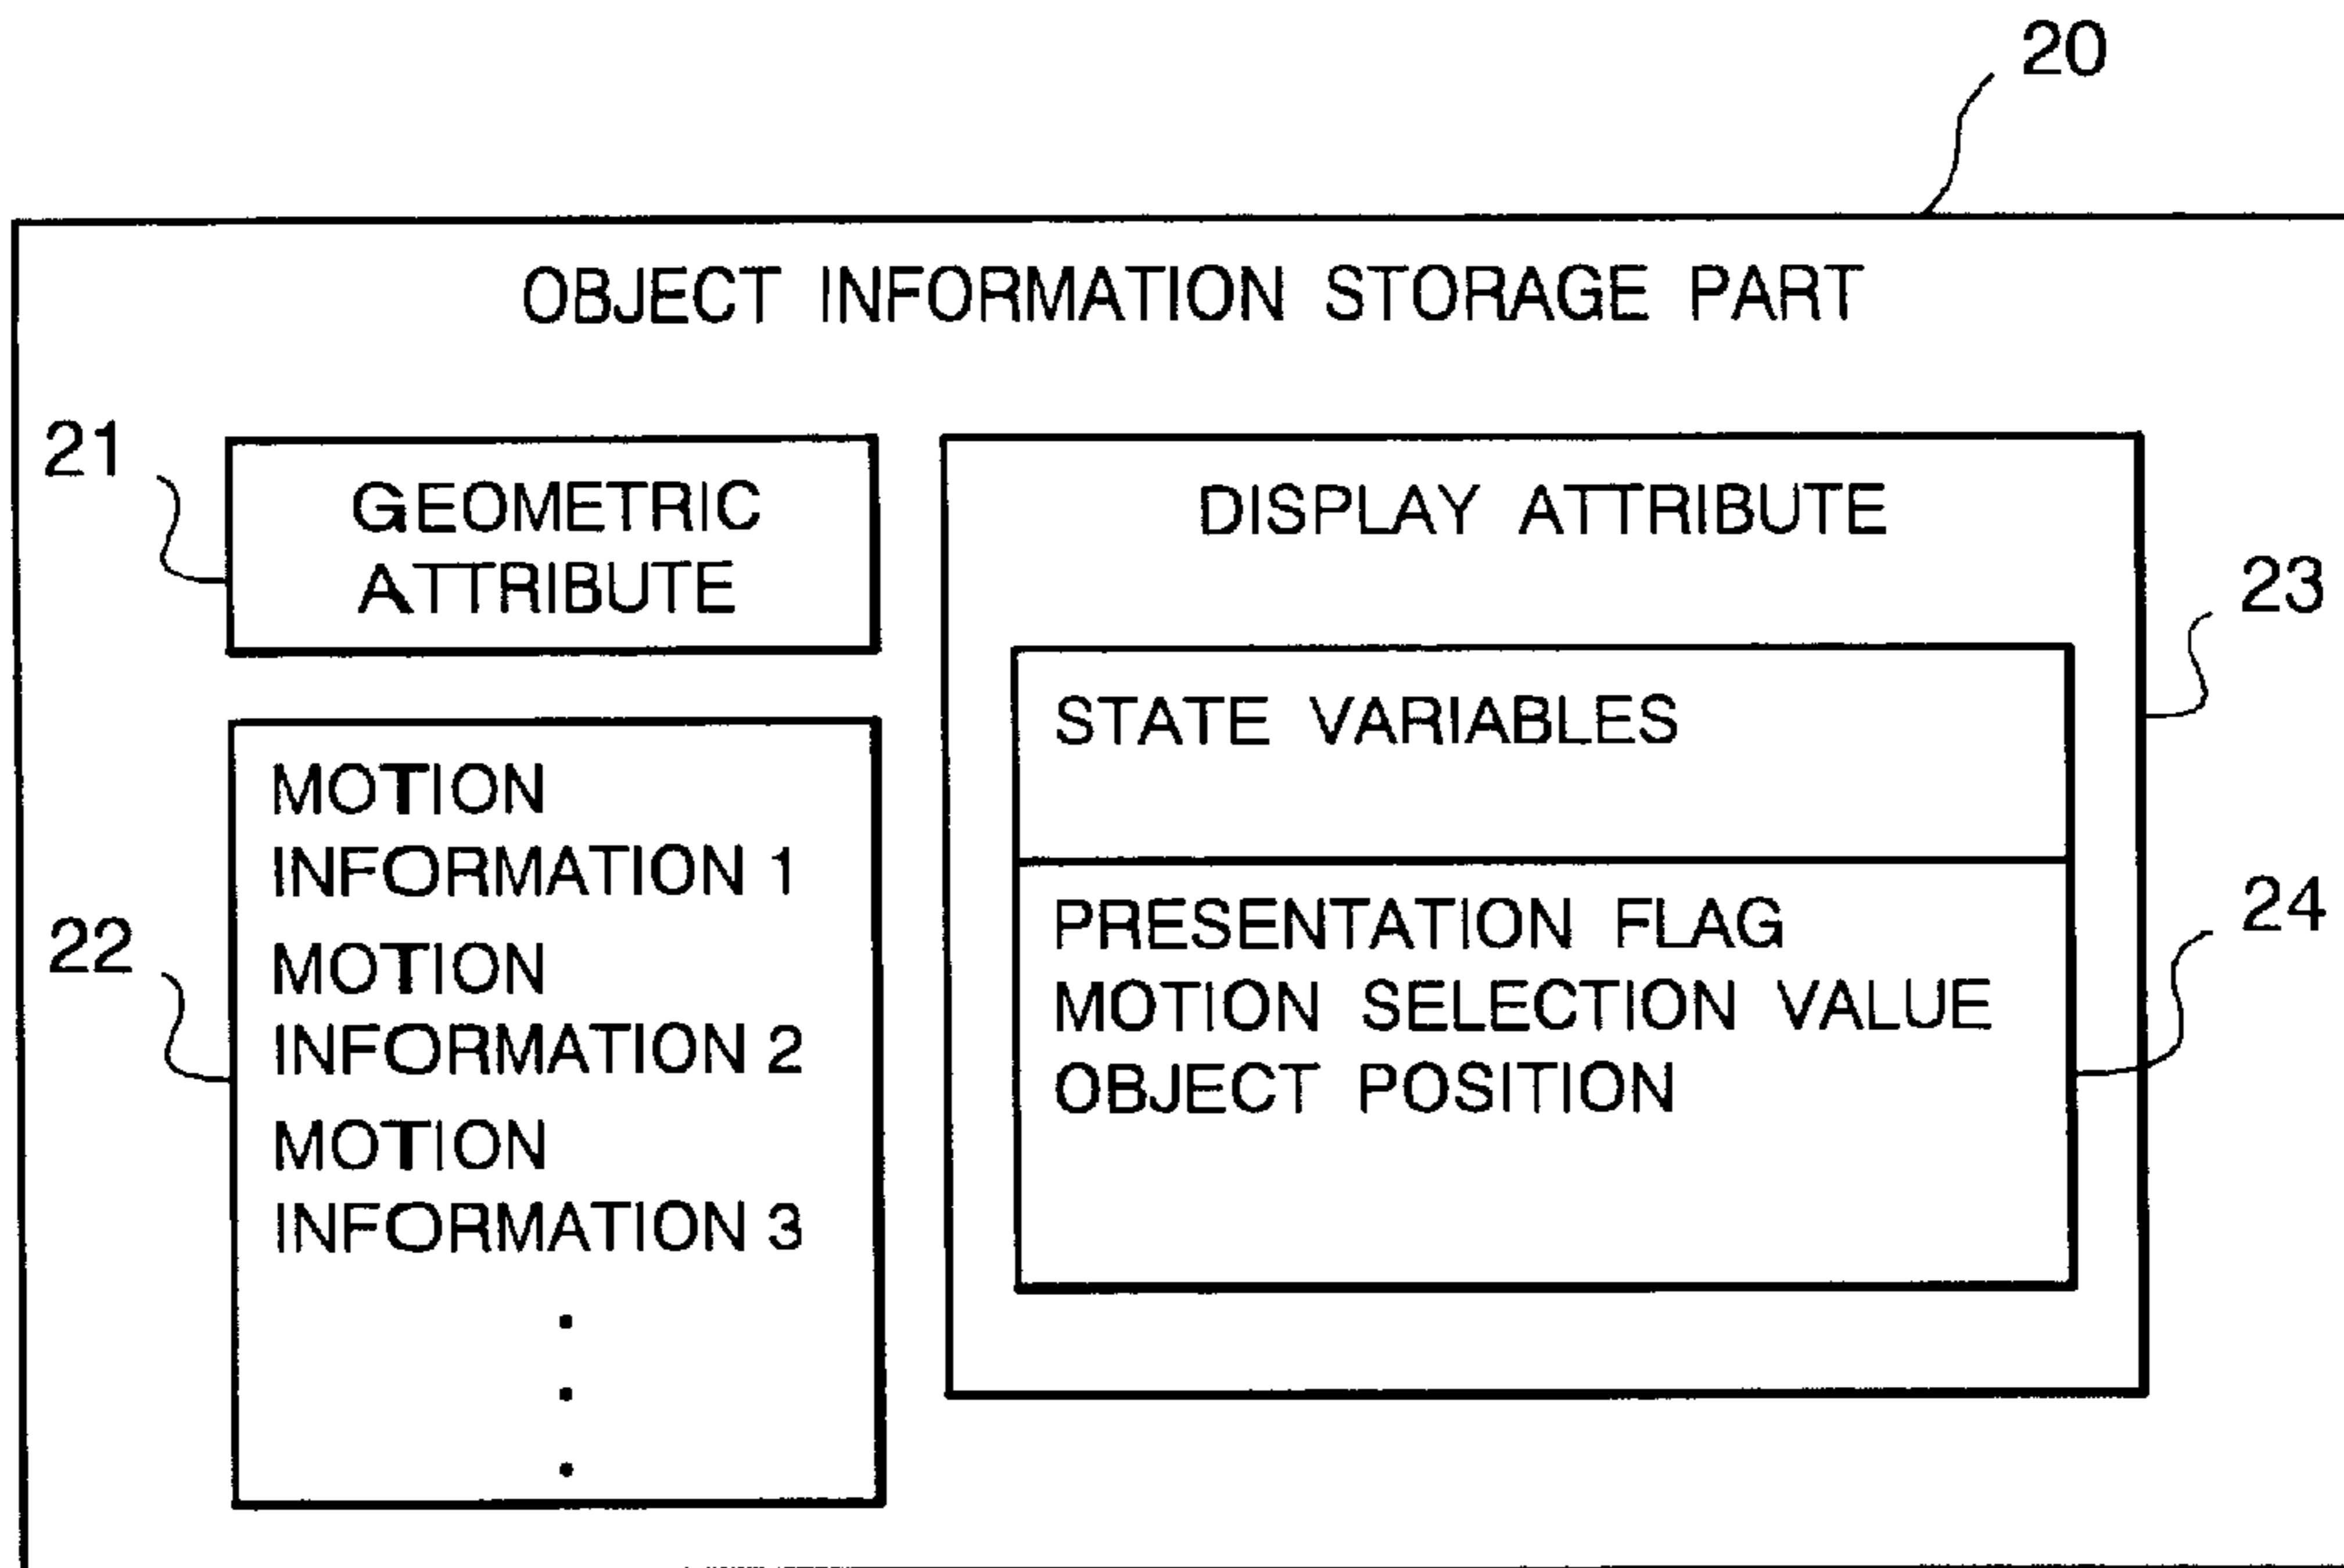 20
OBJECT INFORMATION STORAGE PART
21
GEOMETRIC
ATTRIBUTE
22
MOTION
INFORMATION 1
MOTION
INFORMATION 2
MOTION
INFORMATION 3
DISPLAY ATTRIBUTE
23
STATE VARIABLES
24
PRESENTATION FLAG
MOTION SELECTION VALUE
OBJECT POSITION